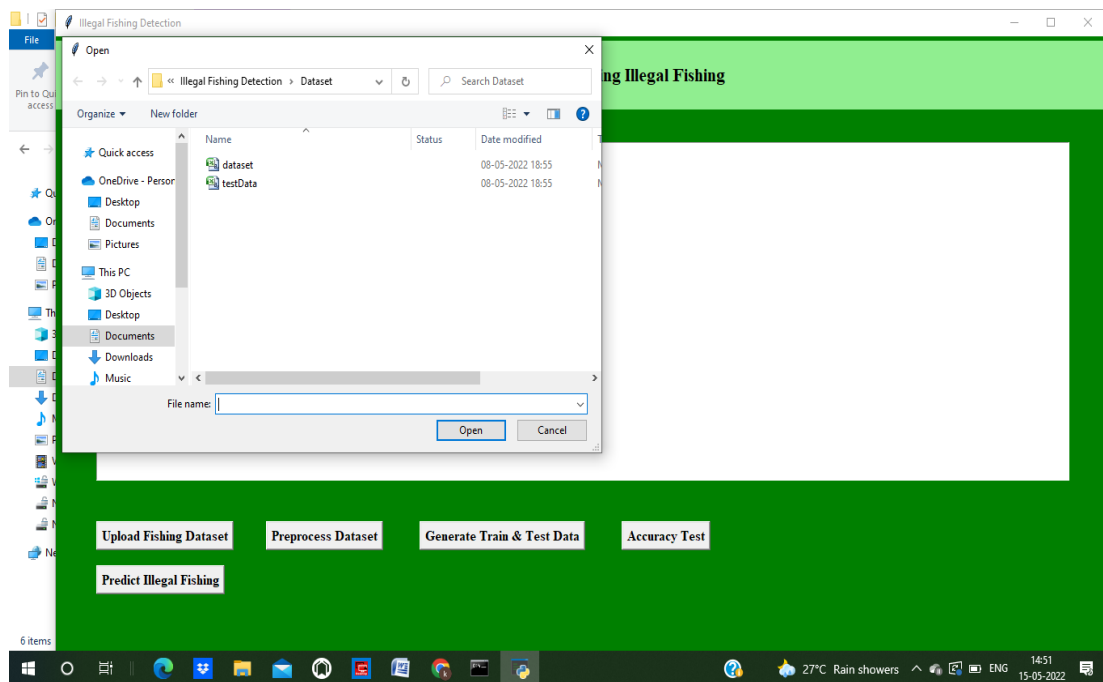 Illegal Fishing Detection
File
Open
ing Illegal Fishing
« Illegal Fishing Detection › Dataset
Search Dataset
Pin to Qui
access
Organize
New folder
Name
Status
Date modified
Quick access
dataset
08-05-2022 18:55
OneDrive - Person
testData
08-05-2022 18:55
Desktop
Documents
Pictures
This PC
3D Objects
Desktop
Documents
Downloads
Music
File name:
Open
Cancel
Upload Fishing Dataset
Preprocess Dataset
Generate Train & Test Data
Accuracy Test
Predict Illegal Fishing
6 items
27°C Rain showers
ENG
14:51
15-05-2022